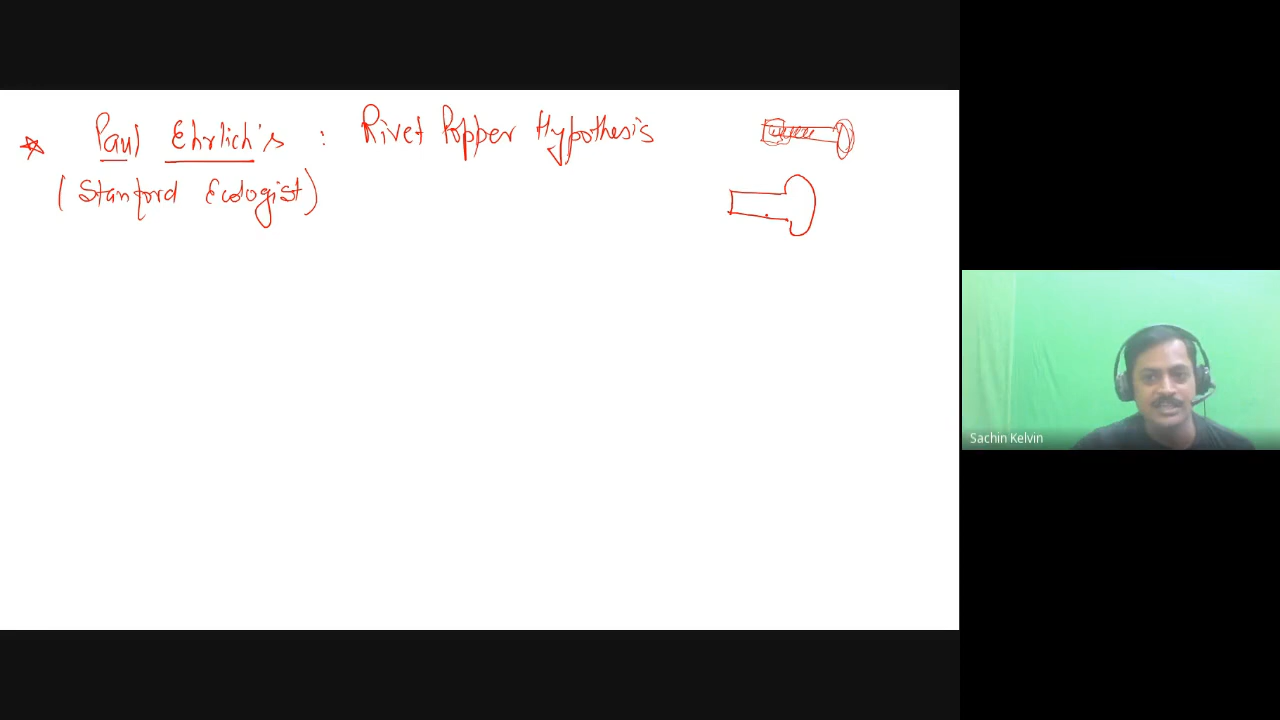 Paul Ehrlich's : Rivet Popper Hypothesis
(Stanford Ecologist)
Sachin Kelvin